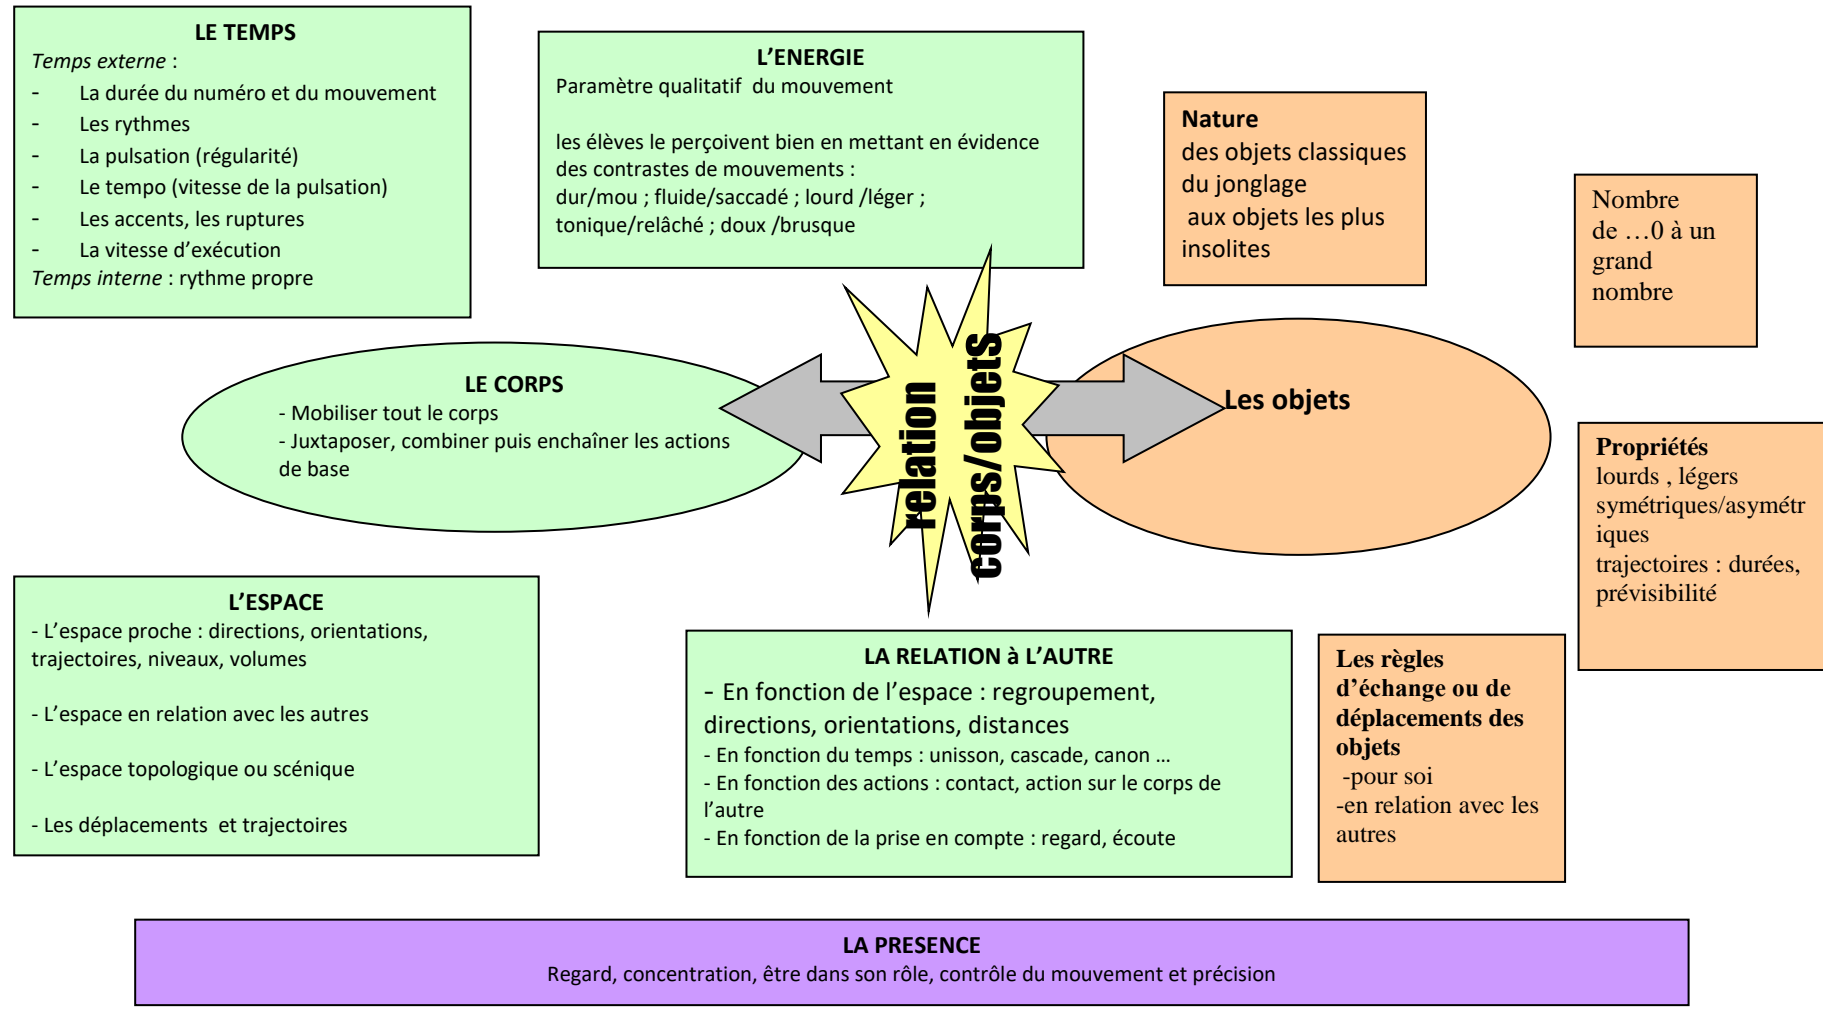 LE TEMPS
Temps externe :
- La durée du numéro et du mouvement
- Les rythmes
- La pulsation (régularité)
- Le tempo (vitesse de la pulsation)
- Les accents, les ruptures
- La vitesse d’exécution
Temps interne : rythme propre
L’ENERGIE
Paramètre qualitatif du mouvement
les élèves le perçoivent bien en mettant en évidence
des contrastes de mouvements :
dur/mou ; fluide/saccadé ; lourd /léger ;
tonique/relâché ; doux /brusque
Nature
des objets classiques
du jonglage
aux objets les plus
insolites
Nombre
de …0 à un
grand
nombre
LE CORPS
- Mobiliser tout le corps
- Juxtaposer, combiner puis enchaîner les actions
de base
relation
corps/objets
Les objets
Propriétés
lourds , légers
symétriques/asymétr
iques
trajectoires : durées,
prévisibilité
L’ESPACE
- L’espace proche : directions, orientations,
trajectoires, niveaux, volumes
- L’espace en relation avec les autres
- L’espace topologique ou scénique
- Les déplacements et trajectoires
LA RELATION à L’AUTRE
- En fonction de l’espace : regroupement,
directions, orientations, distances
- En fonction du temps : unisson, cascade, canon …
- En fonction des actions : contact, action sur le corps de
l’autre
- En fonction de la prise en compte : regard, écoute
Les règles
d’échange ou de
déplacements des
objets
-pour soi
-en relation avec les
autres
LA PRESENCE
Regard, concentration, être dans son rôle, contrôle du mouvement et précision